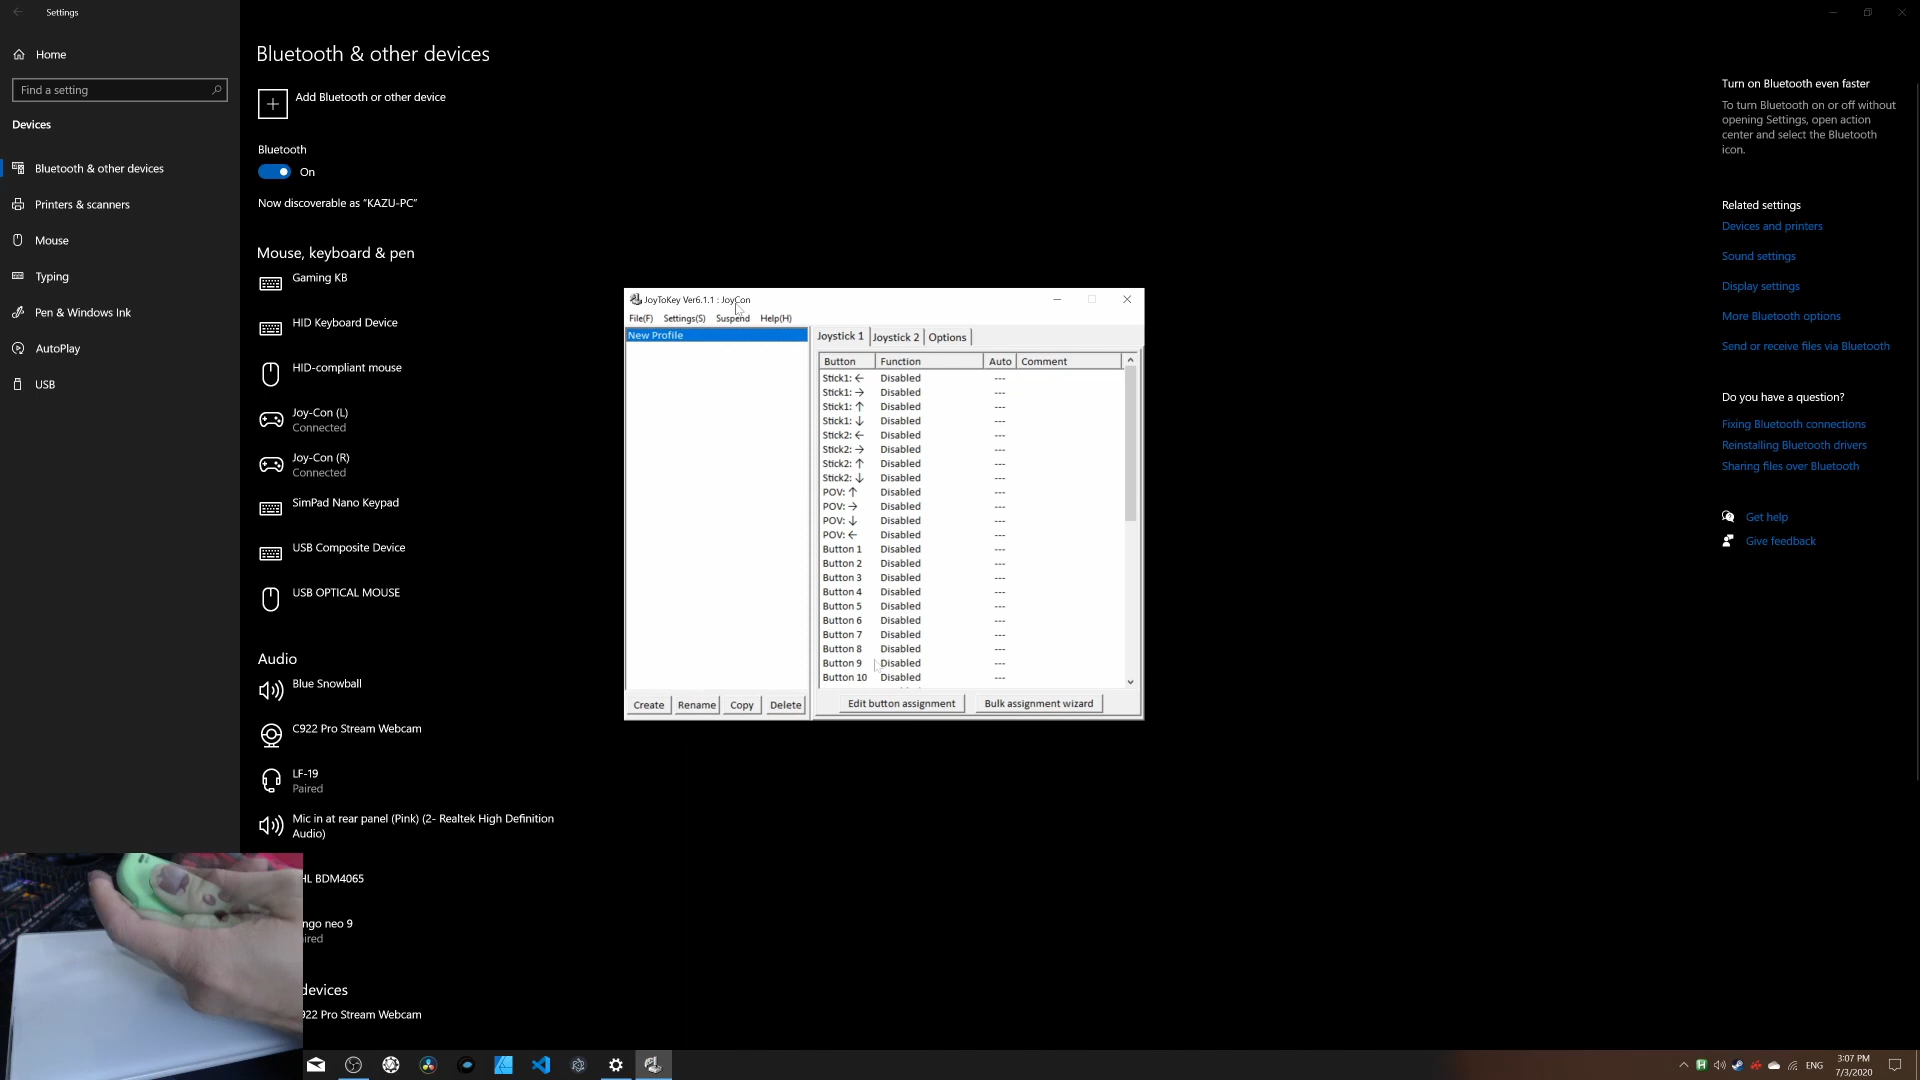 Settings
Home
Find a setting
Devices
Bluetooth & other devices
Printers & scanners
Mouse
Typing
Pen & Windows Ink
AutoPlay
USB
Bluetooth & other devices
Add Bluetooth or other device
Bluetooth
On
Now discoverable as “KAZU-PC”
Mouse, keyboard & pen
Gaming KB
HID Keyboard Device
HID-compliant mouse
Joy-Con (L)
Connected
Joy-Con (R)
Connected
SimPad Nano Keypad
USB Composite Device
USB OPTICAL MOUSE
Audio
Blue Snowball
C922 Pro Stream Webcam
LF-19
Paired
Mic in at rear panel (Pink) (2- Realtek High Definition
Audio)
HL BDM4065
ngo neo 9
ired
devices
922 Pro Stream Webcam
JoyToKey Ver6.1.1 : JoyCon
File(F) Settings(S) Suspend Help(H)
New Profile
Create Rename Copy Delete
Joystick 1 Joystick 2 Options
Button Function Auto Comment
Stick1: ← Disabled ---
Stick1: → Disabled ---
Stick1: ↑ Disabled ---
Stick1: ↓ Disabled ---
Stick2: ← Disabled ---
Stick2: → Disabled ---
Stick2: ↑ Disabled ---
Stick2: ↓ Disabled ---
POV: ↑ Disabled ---
POV: → Disabled ---
POV: ↓ Disabled ---
POV: ← Disabled ---
Button 1 Disabled ---
Button 2 Disabled ---
Button 3 Disabled ---
Button 4 Disabled ---
Button 5 Disabled ---
Button 6 Disabled ---
Button 7 Disabled ---
Button 8 Disabled ---
Button 9 Disabled ---
Button 10 Disabled ---
Edit button assignment Bulk assignment wizard
Turn on Bluetooth even faster
To turn Bluetooth on or off without
opening Settings, open action
center and select the Bluetooth
icon.
Related settings
Devices and printers
Sound settings
Display settings
More Bluetooth options
Send or receive files via Bluetooth
Do you have a question?
Fixing Bluetooth connections
Reinstalling Bluetooth drivers
Sharing files over Bluetooth
Get help
Give feedback
ENG
3:07 PM
7/3/2020